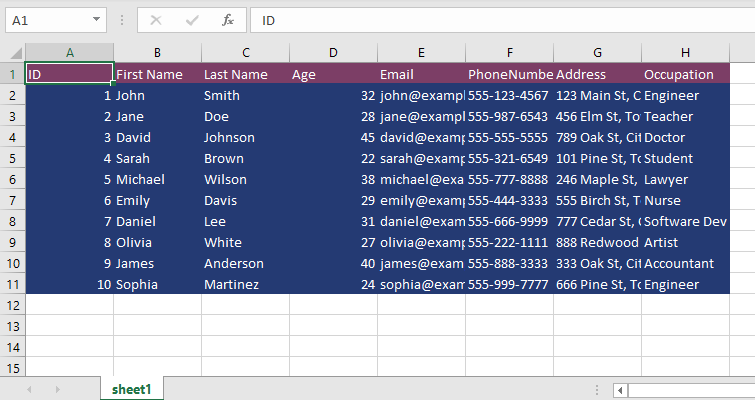 A1 fx ID
A B C D E F G H
1 ID First Name Last Name Age Email PhoneNumbe Address Occupation
2 1 John Smith 32 john@exampl 555-123-4567 123 Main St, C Engineer
3 2 Jane Doe 28 jane@exampl 555-987-6543 456 Elm St, To Teacher
4 3 David Johnson 45 david@examp 555-555-5555 789 Oak St, Cit Doctor
5 4 Sarah Brown 22 sarah@examp 555-321-6549 101 Pine St, To Student
6 5 Michael Wilson 38 michael@exa 555-777-8888 246 Maple St, Lawyer
7 6 Emily Davis 29 emily@examp 555-444-3333 555 Birch St, T Nurse
8 7 Daniel Lee 31 daniel@exam 555-666-9999 777 Cedar St, C Software Dev
9 8 Olivia White 27 olivia@examp 555-222-1111 888 Redwood Artist
10 9 James Anderson 40 james@exam 555-888-3333 333 Oak St, Cit Accountant
11 10 Sophia Martinez 24 sophia@exam 555-999-7777 666 Pine St, To Engineer
12
13
14
15
sheet1